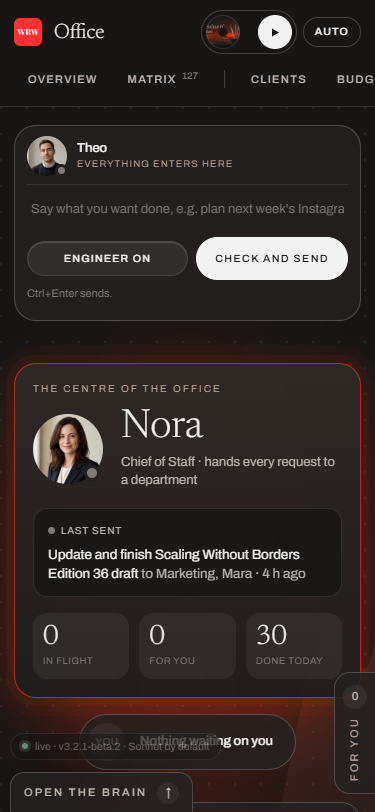 WRW
Office
AUTO
OVERVIEW
MATRIX 127
CLIENTS
BUDG
Theo
EVERYTHING ENTERS HERE
Say what you want done, e.g. plan next week's Instagra
ENGINEER ON
CHECK AND SEND
Ctrl+Enter sends.
THE CENTRE OF THE OFFICE
Nora
Chief of Staff · hands every request to
a department
LAST SENT
Update and finish Scaling Without Borders
Edition 36 draft to Marketing, Mara · 4 h ago
0
IN FLIGHT
0
FOR YOU
30
DONE TODAY
0
FOR YOU
YOU
Nothing waiting on you
live · v3.2.1-beta.2 · Sonnet by default
OPEN THE BRAIN ↑